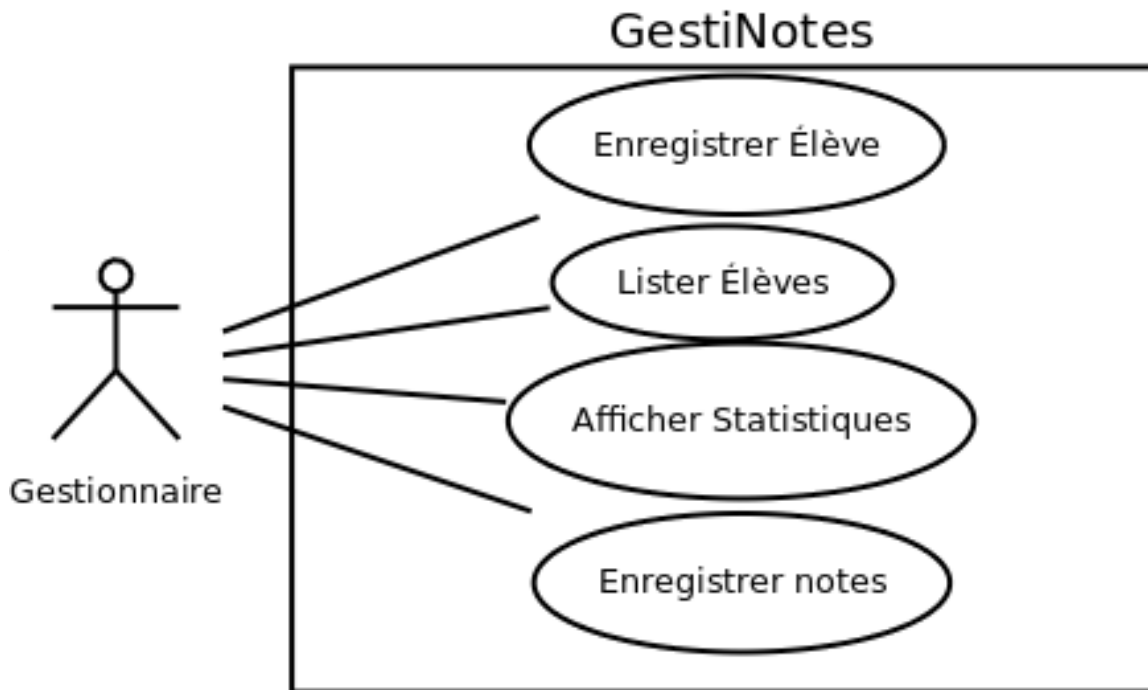 GestiNotes
Enregistrer Élève
Lister Élèves
Afficher Statistiques
Gestionnaire
Enregistrer notes